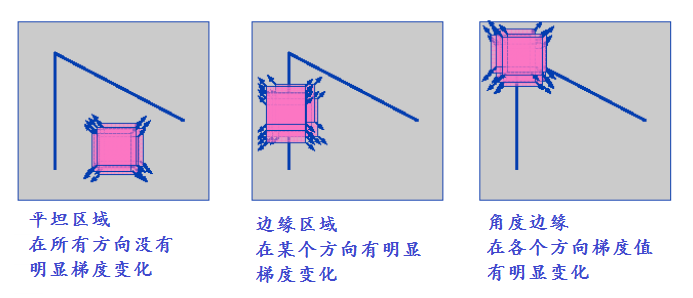 平坦区域
在所有方向没有
明显梯度变化
边缘区域
在某个方向有明显
梯度变化
角度边缘
在各个方向梯度值
有明显变化